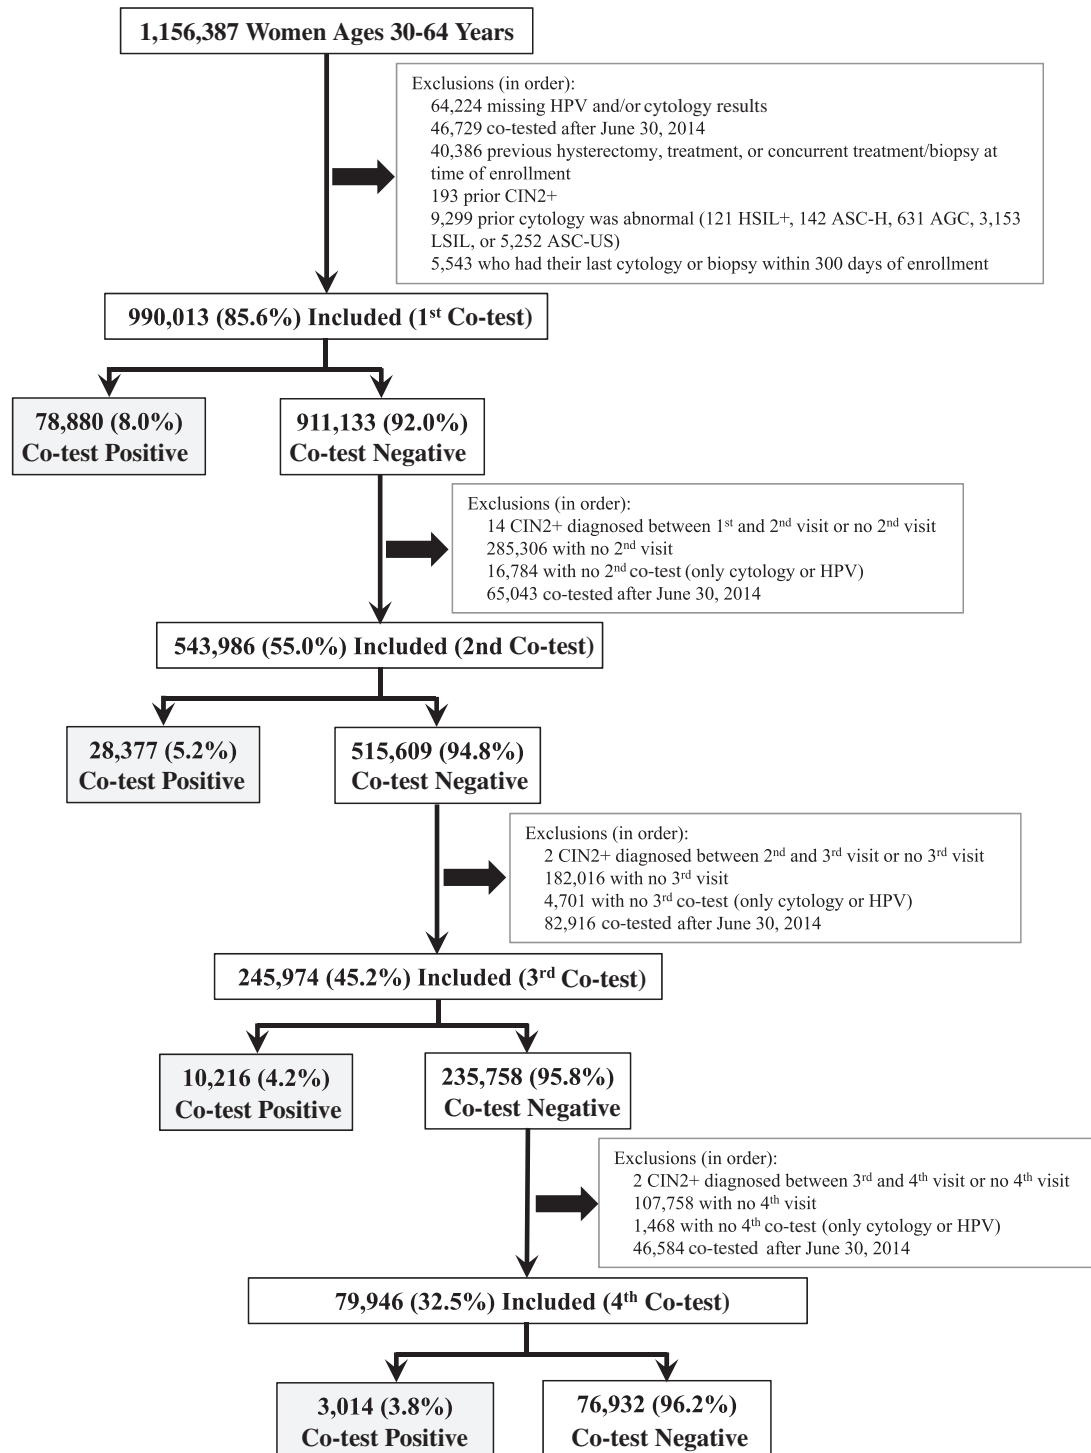 1,156,387 Women Ages 30-64 Years
Exclusions (in order):
64,224 missing HPV and/or cytology results
46,729 co-tested after June 30, 2014
40,386 previous hysterectomy, treatment, or concurrent treatment/biopsy at
time of enrollment
193 prior CIN2+
9,299 prior cytology was abnormal (121 HSIL+, 142 ASC-H, 631 AGC, 3,153
LSIL, or 5,252 ASC-US)
5,543 who had their last cytology or biopsy within 300 days of enrollment
990,013 (85.6%) Included (1st Co-test)
78,880 (8.0%)
Co-test Positive
911,133 (92.0%)
Co-test Negative
Exclusions (in order):
14 CIN2+ diagnosed between 1st and 2nd visit or no 2nd visit
285,306 with no 2nd visit
16,784 with no 2nd co-test (only cytology or HPV)
65,043 co-tested after June 30, 2014
543,986 (55.0%) Included (2nd Co-test)
28,377 (5.2%)
Co-test Positive
515,609 (94.8%)
Co-test Negative
Exclusions (in order):
2 CIN2+ diagnosed between 2nd and 3rd visit or no 3rd visit
182,016 with no 3rd visit
4,701 with no 3rd co-test (only cytology or HPV)
82,916 co-tested after June 30, 2014
245,974 (45.2%) Included (3rd Co-test)
10,216 (4.2%)
Co-test Positive
235,758 (95.8%)
Co-test Negative
Exclusions (in order):
2 CIN2+ diagnosed between 3rd and 4th visit or no 4th visit
107,758 with no 4th visit
1,468 with no 4th co-test (only cytology or HPV)
46,584 co-tested after June 30, 2014
79,946 (32.5%) Included (4th Co-test)
3,014 (3.8%)
Co-test Positive
76,932 (96.2%)
Co-test Negative